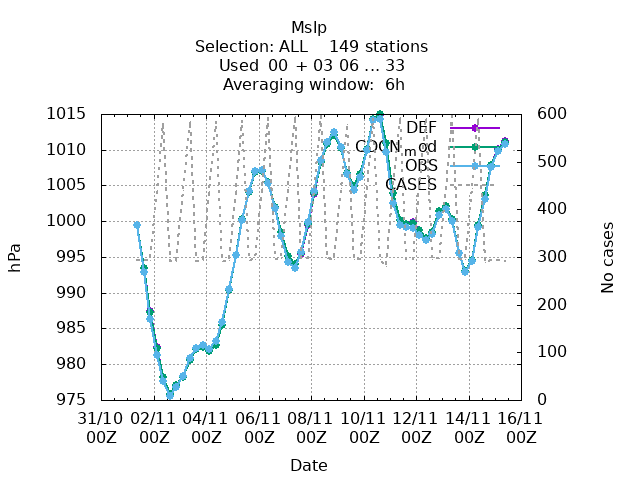 Mslp
Selection: ALL    149 stations
Used  00 + 03 06 ... 33
Averaging window:  6h
1015
1010
1005
1000
995
990
985
980
975
hPa
600
500
400
300
200
100
0
No cases
DEF
COCN_mod
OBS
CASES
31/10 02/11 04/11 06/11 08/11 10/11 12/11 14/11 16/11
00Z 00Z 00Z 00Z 00Z 00Z 00Z 00Z 00Z
Date